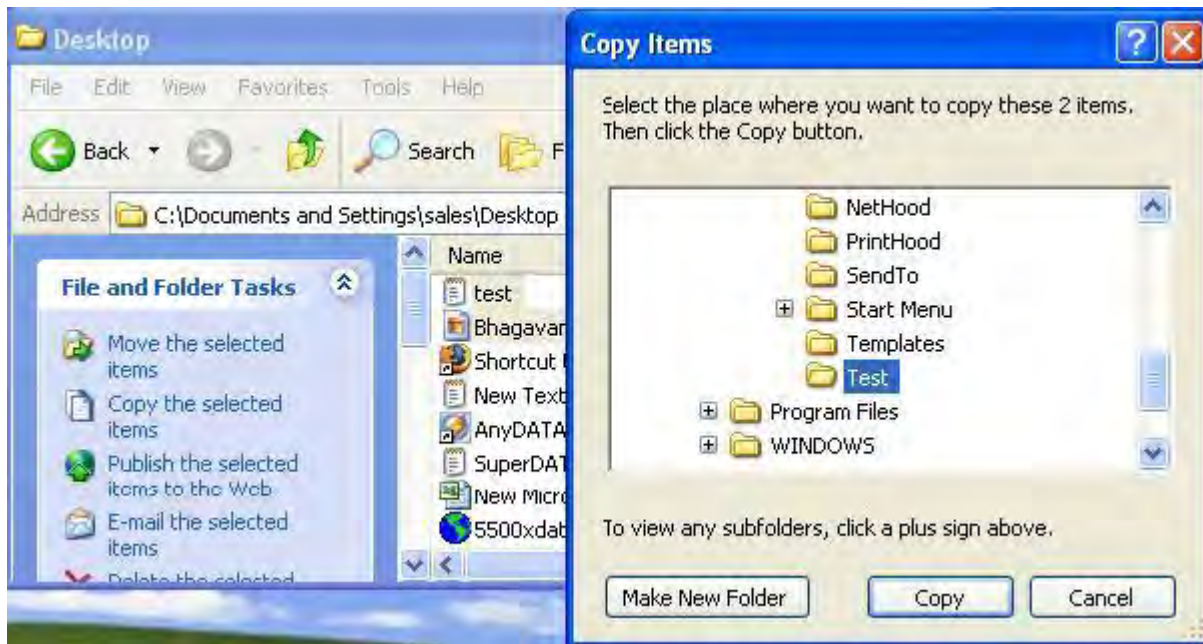 Desktop
File Edit View Favorites Tools Help
Back Search F
Address C:\Documents and Settings\sales\Desktop
File and Folder Tasks
Move the selected
items
Copy the selected
items
Publish the selected
items to the Web
E-mail the selected
items
Delete the selected
Name
test
Bhagavar
Shortcut
New Text
AnyDATA
SuperDAT
New Micro
5500xdat
Copy Items
Select the place where you want to copy these 2 items.
Then click the Copy button.
NetHood
PrintHood
SendTo
Start Menu
Templates
Test
Program Files
WINDOWS
To view any subfolders, click a plus sign above.
Make New Folder Copy Cancel